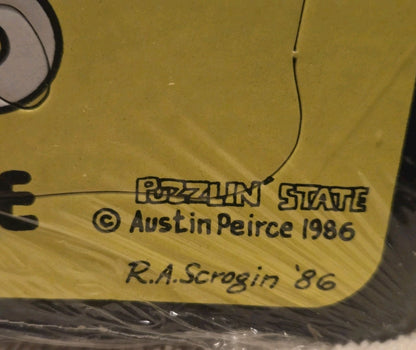 PUZZLIN STATE
E
© Austin Peirce 1986
R.A. Scrogin '86